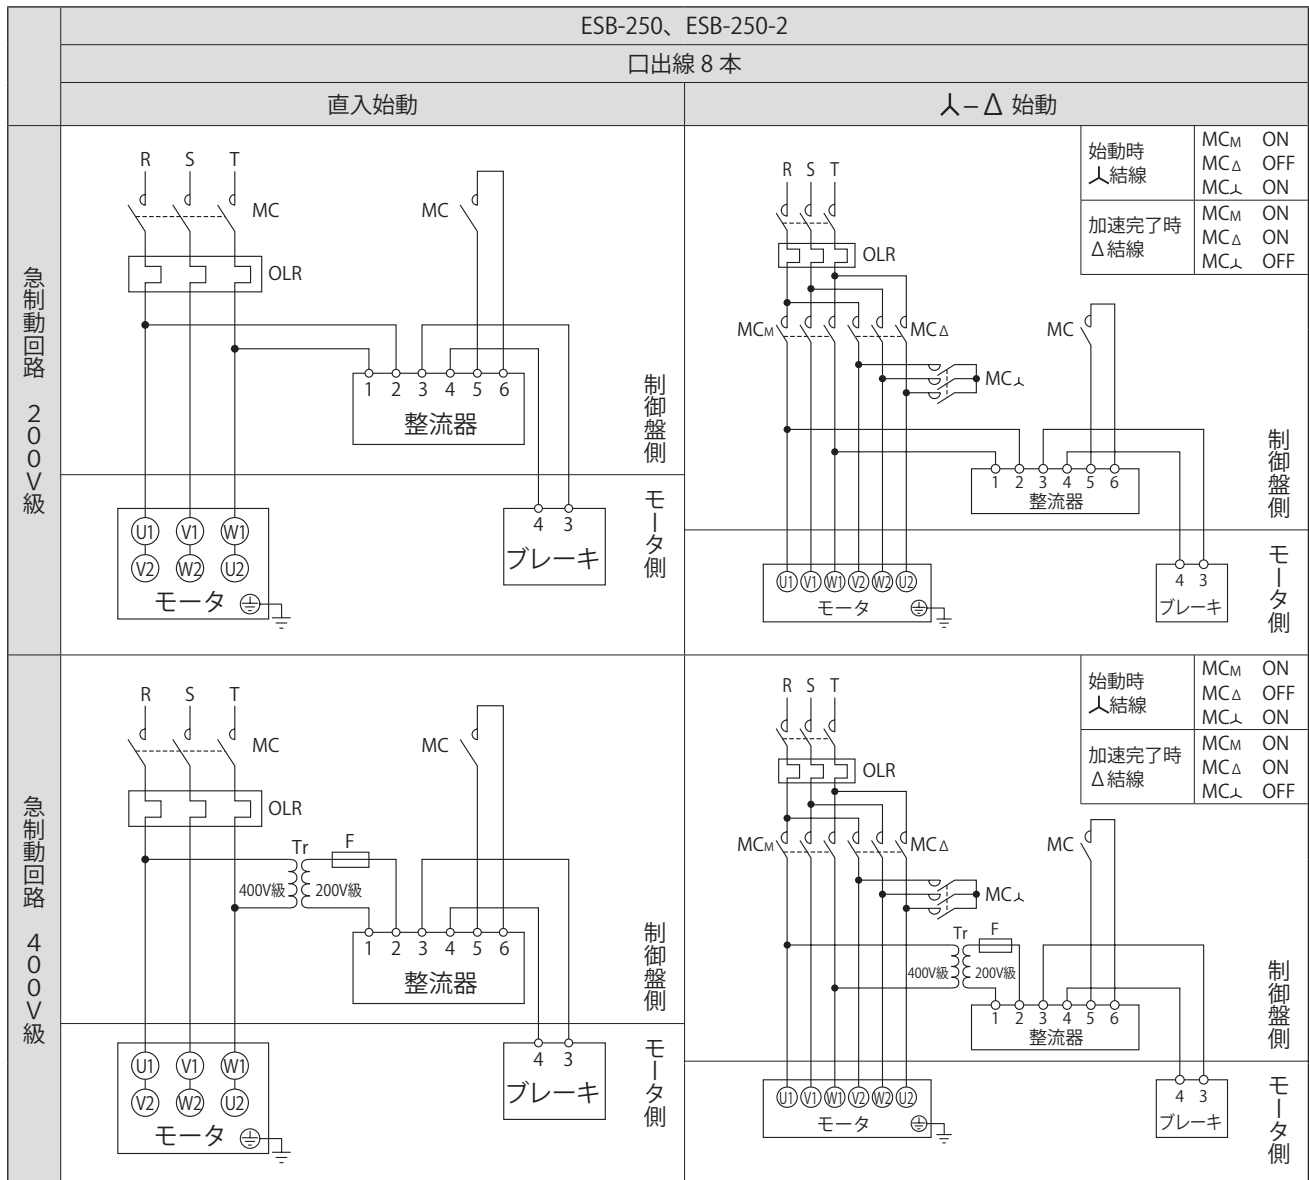 ESB-250、ESB-250-2
口出線 8 本
直入始動
人−Δ 始動
急制動回路 200V級
R S T
MC
MC
OLR
1 2 3 4 5 6
整流器
制御盤側
モータ側
U1 V1 W1
V2 W2 U2
モータ
4 3
ブレーキ
始動時
人結線
MCM ON
MCΔ OFF
MC人 ON
加速完了時
Δ結線
MCM ON
MCΔ ON
MC人 OFF
R S T
OLR
MCM
MCΔ
MC
MC人
1 2 3 4 5 6
整流器
制御盤側
モータ側
U1 V1 W1 V2 W2 U2
モータ
4 3
ブレーキ
急制動回路 400V級
R S T
MC
MC
OLR
Tr F
400V級 200V級
1 2 3 4 5 6
整流器
制御盤側
モータ側
U1 V1 W1
V2 W2 U2
モータ
4 3
ブレーキ
始動時
人結線
MCM ON
MCΔ OFF
MC人 ON
加速完了時
Δ結線
MCM ON
MCΔ ON
MC人 OFF
R S T
OLR
MCM
MCΔ
MC
MC人
Tr F
400V級 200V級
1 2 3 4 5 6
整流器
制御盤側
モータ側
U1 V1 W1 V2 W2 U2
モータ
4 3
ブレーキ